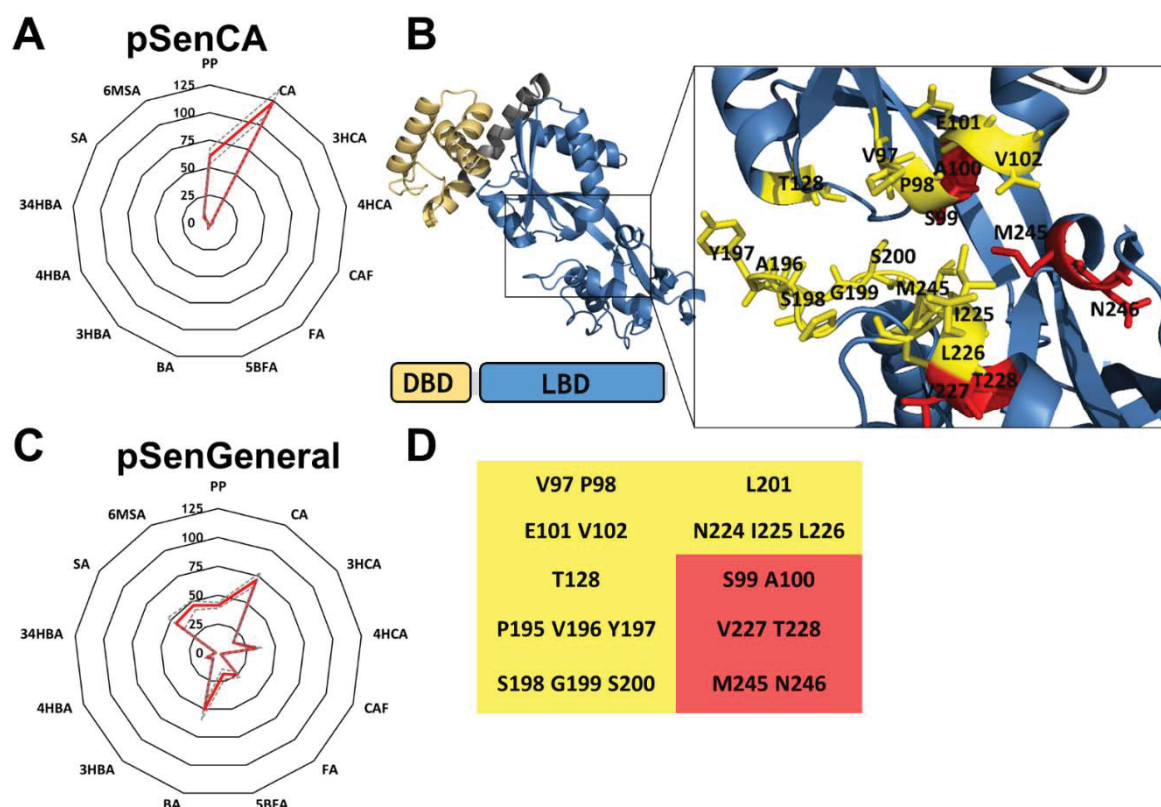 A
pSenCA
PP
CA
3HCA
4HCA
CAF
FA
5BFA
BA
3HBA
4HBA
34HBA
SA
6MSA
125
100
75
50
25
0
B
DBD
LBD
E101
V97
A100
V102
T128
P98
S99
M245
Y197
A196
S200
S198
G199
M245
I225
N246
L226
V227
T228
C
pSenGeneral
PP
CA
3HCA
4HCA
CAF
FA
5BFA
BA
3HBA
4HBA
34HBA
SA
6MSA
125
100
75
50
25
0
D
V97 P98
L201
E101 V102
N224 I225 L226
T128
S99 A100
P195 V196 Y197
V227 T228
S198 G199 S200
M245 N246